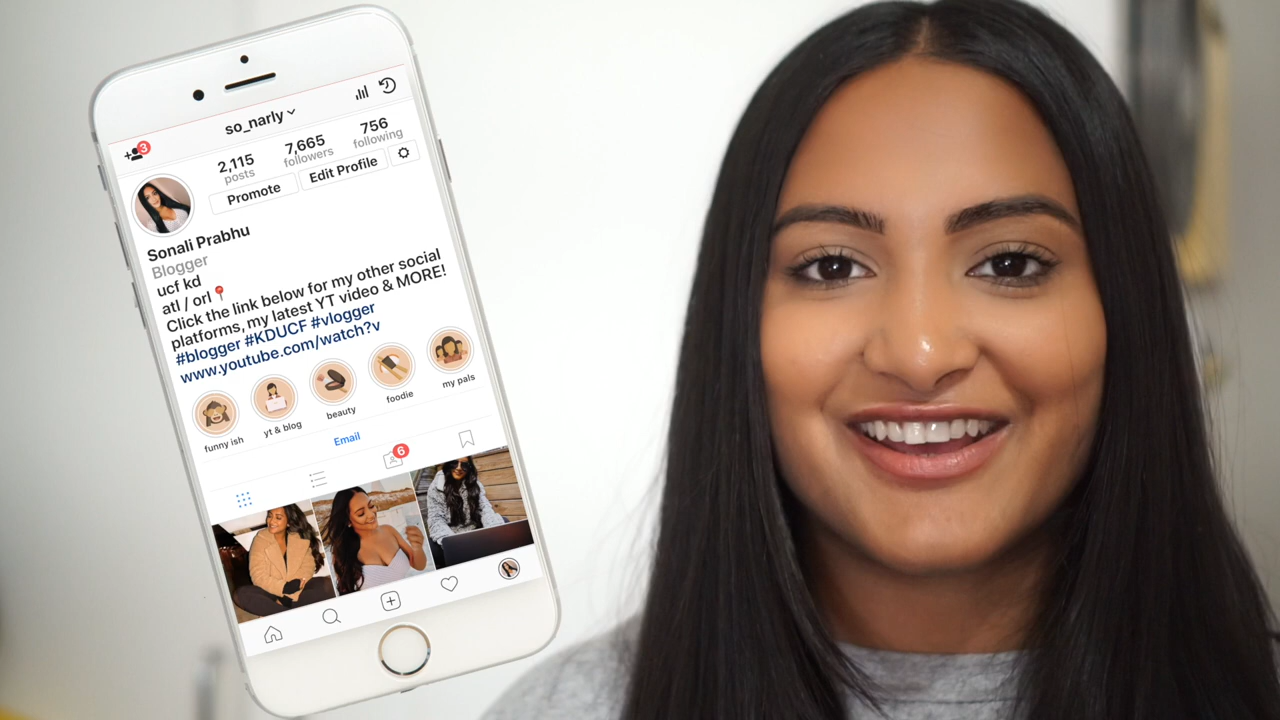 3
so_narly
2,115 7,665 756
posts followers following
Promote Edit Profile
Sonali Prabhu
Blogger
ucf kd
atl / orl
Click the link below for my other social
platforms, my latest YT video & MORE!
#blogger #KDUCF #vlogger
www.youtube.com/watch?v
funny ish yt & blog beauty foodie my pals
Email
6